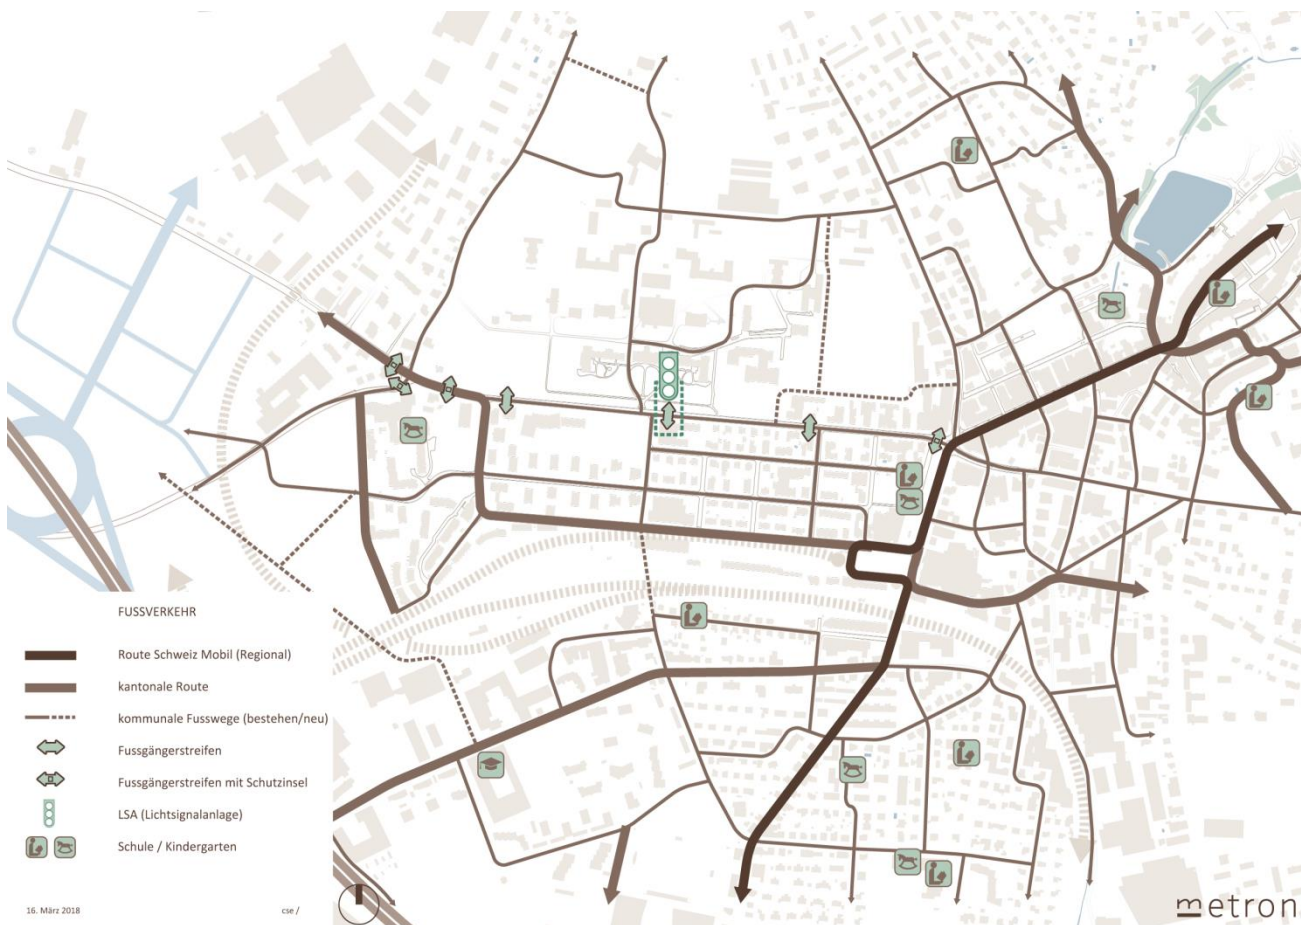 FUSSVERKEHR
Route Schweiz Mobil (Regional)
kantonale Route
kommunale Fusswege (bestehen/neu)
Fussgängerstreifen
Fussgängerstreifen mit Schutzinsel
LSA (Lichtsignalanlage)
Schule / Kindergarten
16. März 2018 cse /
metron